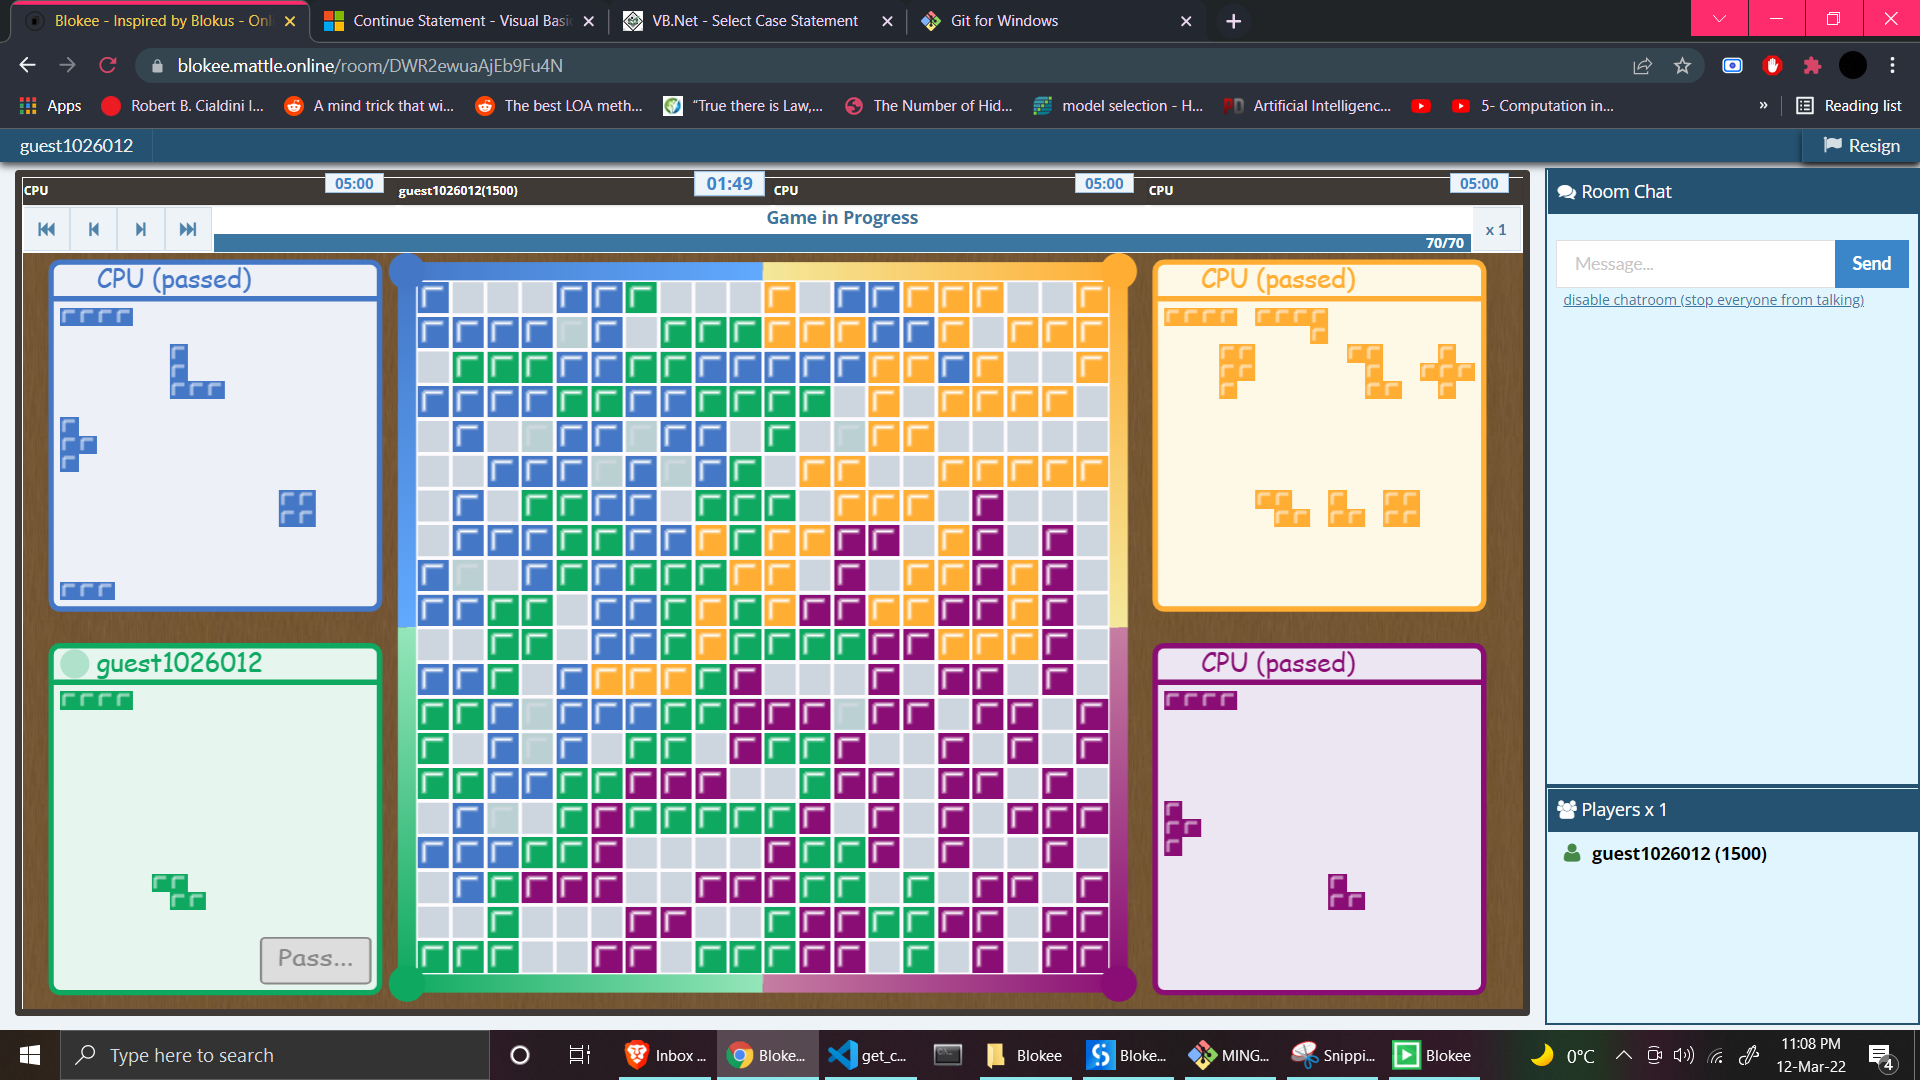 Blokee - Inspired by Blokus - Onl
Continue Statement - Visual Basi
VB.Net - Select Case Statement
Git for Windows
blokee.mattle.online/room/DWR2ewuaAjEb9Fu4N
Apps
Robert B. Cialdini I...
A mind trick that wi...
The best LOA meth...
“True there is Law,...
The Number of Hid...
model selection - H...
Artificial Intelligenc...
5- Computation in...
»
Reading list
guest1026012
Resign
CPU
05:00
guest1026012(1500)
01:49
CPU
05:00
CPU
05:00
Game in Progress
70/70
x 1
CPU (passed)
CPU (passed)
guest1026012
Pass...
CPU (passed)
Room Chat
Message...
Send
disable chatroom (stop everyone from talking)
Players x 1
guest1026012 (1500)
Type here to search
Inbox ...
Bloke...
get_c...
Blokee
Bloke...
MING...
Snippi...
Blokee
0°C
11:08 PM
12-Mar-22
4